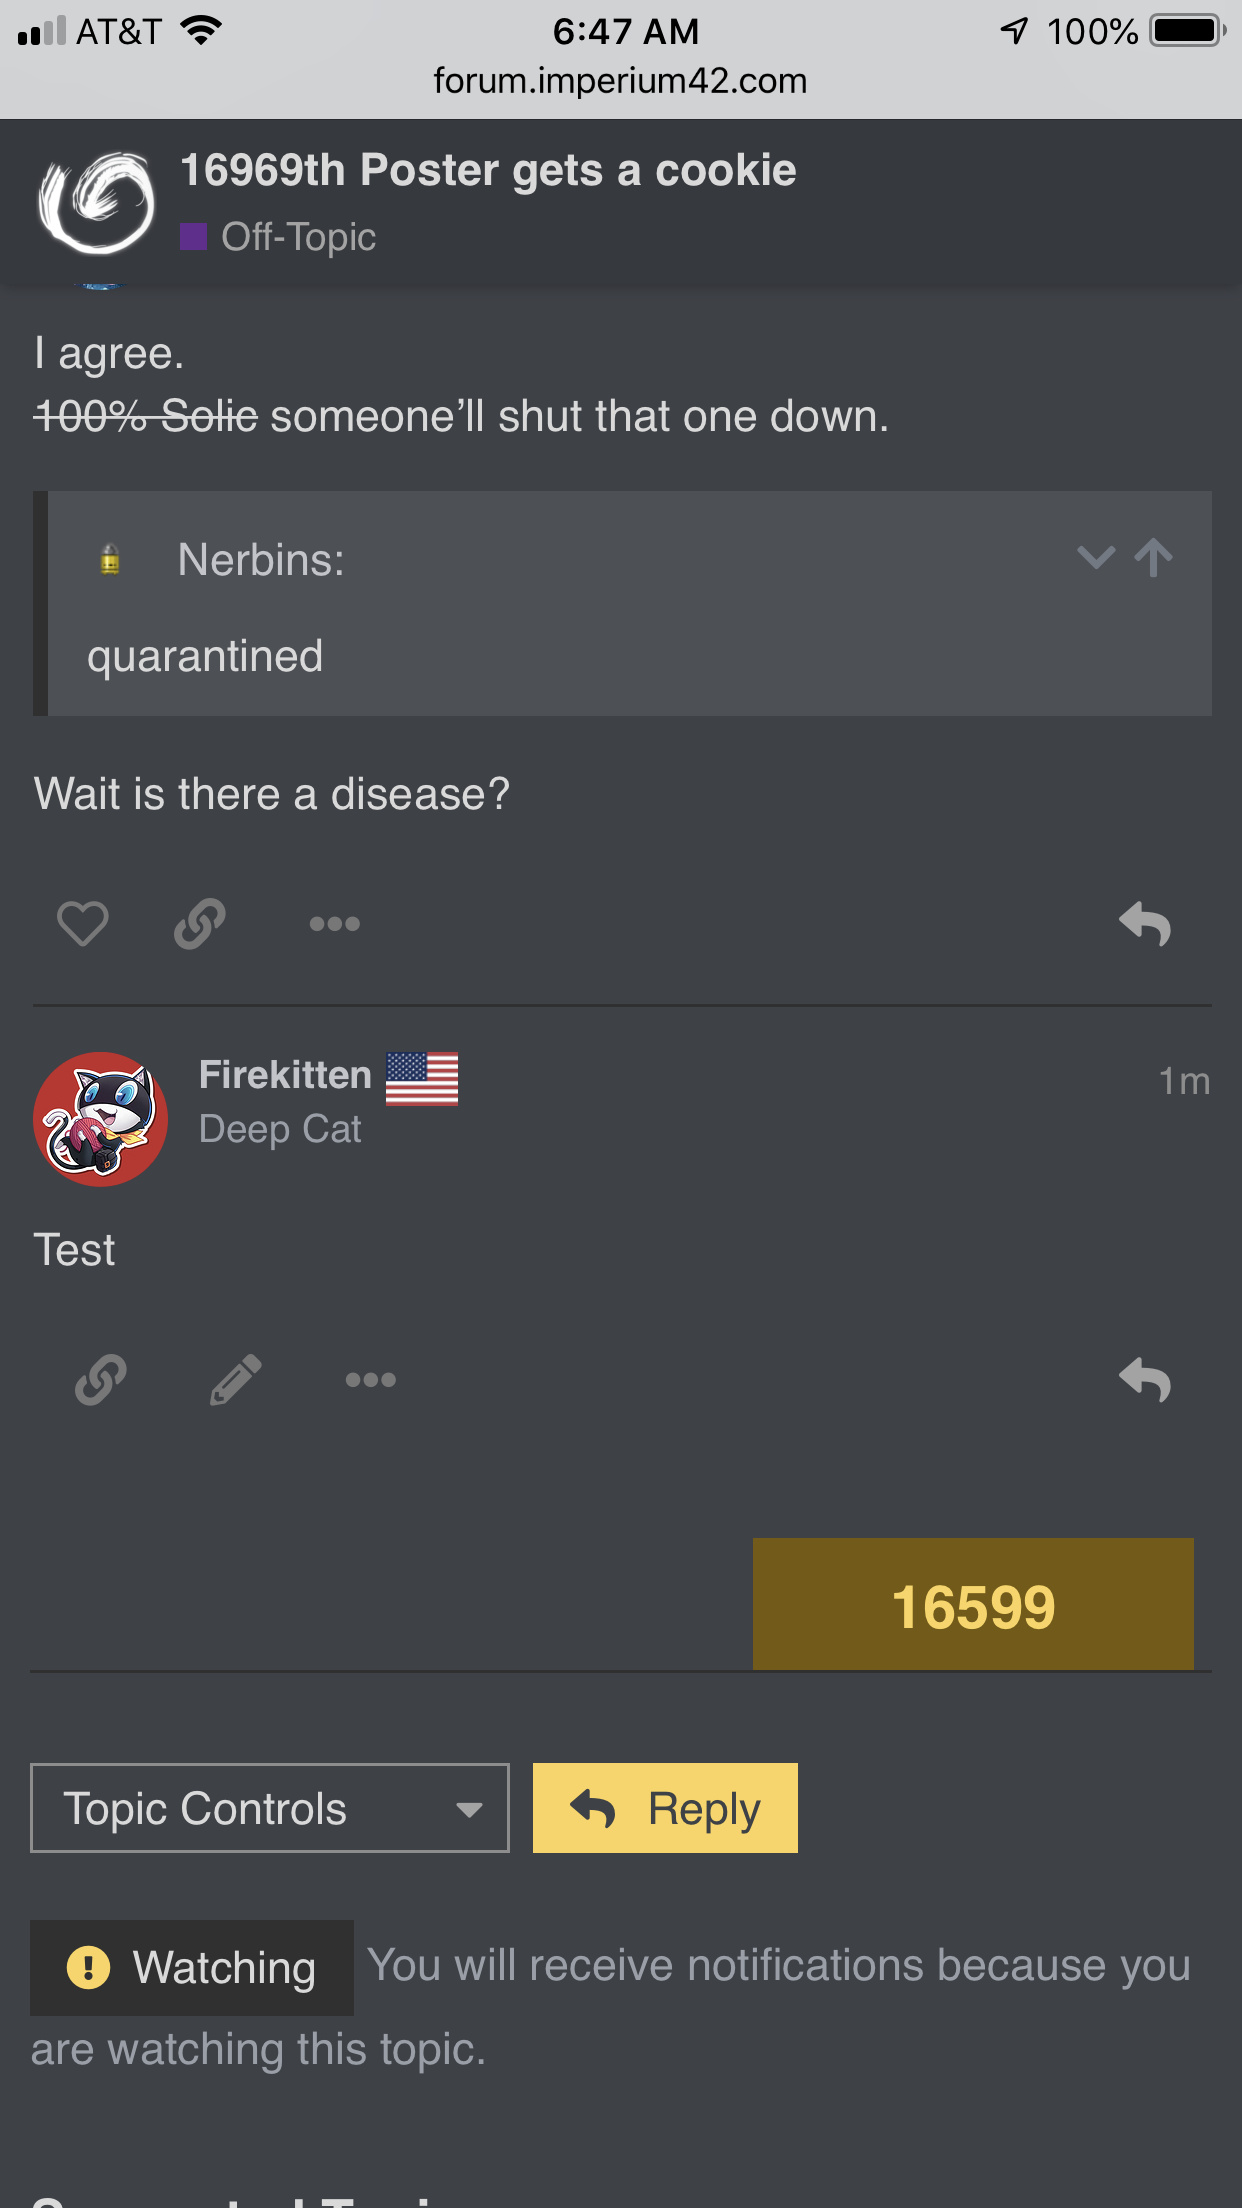 AT&T 6:47 AM 100%
forum.imperium42.com
16969th Poster gets a cookie
Off-Topic
I agree.
100% Solic someone’ll shut that one down.
Nerbins:
quarantined
Wait is there a disease?
Firekitten 1m
Deep Cat
Test
16599
Topic Controls Reply
Watching You will receive notifications because you
are watching this topic.